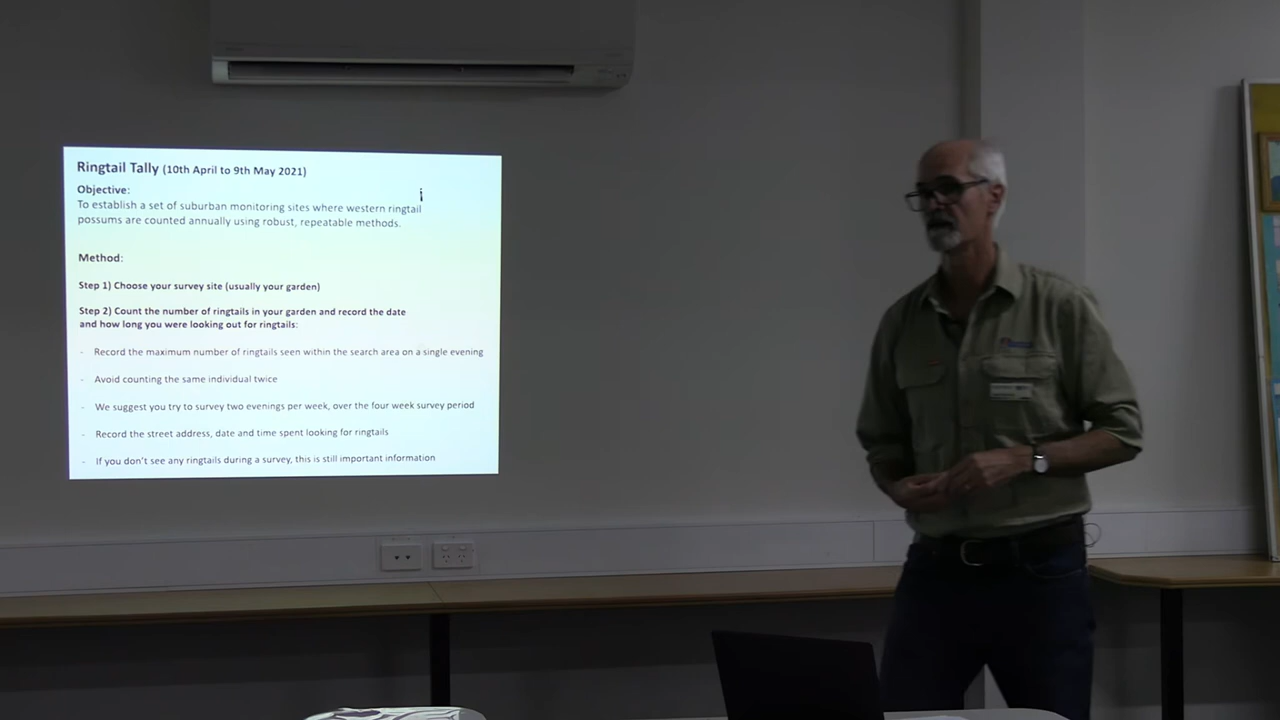 Ringtail Tally (10th April to 9th May 2021)
Objective:
To establish a set of suburban monitoring sites where western ringtail
possums are counted annually using robust, repeatable methods.
Method:
Step 1) Choose your survey site (usually your garden)
Step 2) Count the number of ringtails in your garden and record the date
and how long you were looking out for ringtails:
- Record the maximum number of ringtails seen within the search area on a single evening
- Avoid counting the same individual twice
- We suggest you try to survey two evenings per week, over the four week survey period
- Record the street address, date and time spent looking for ringtails
- If you don't see any ringtails during a survey, this is still important information